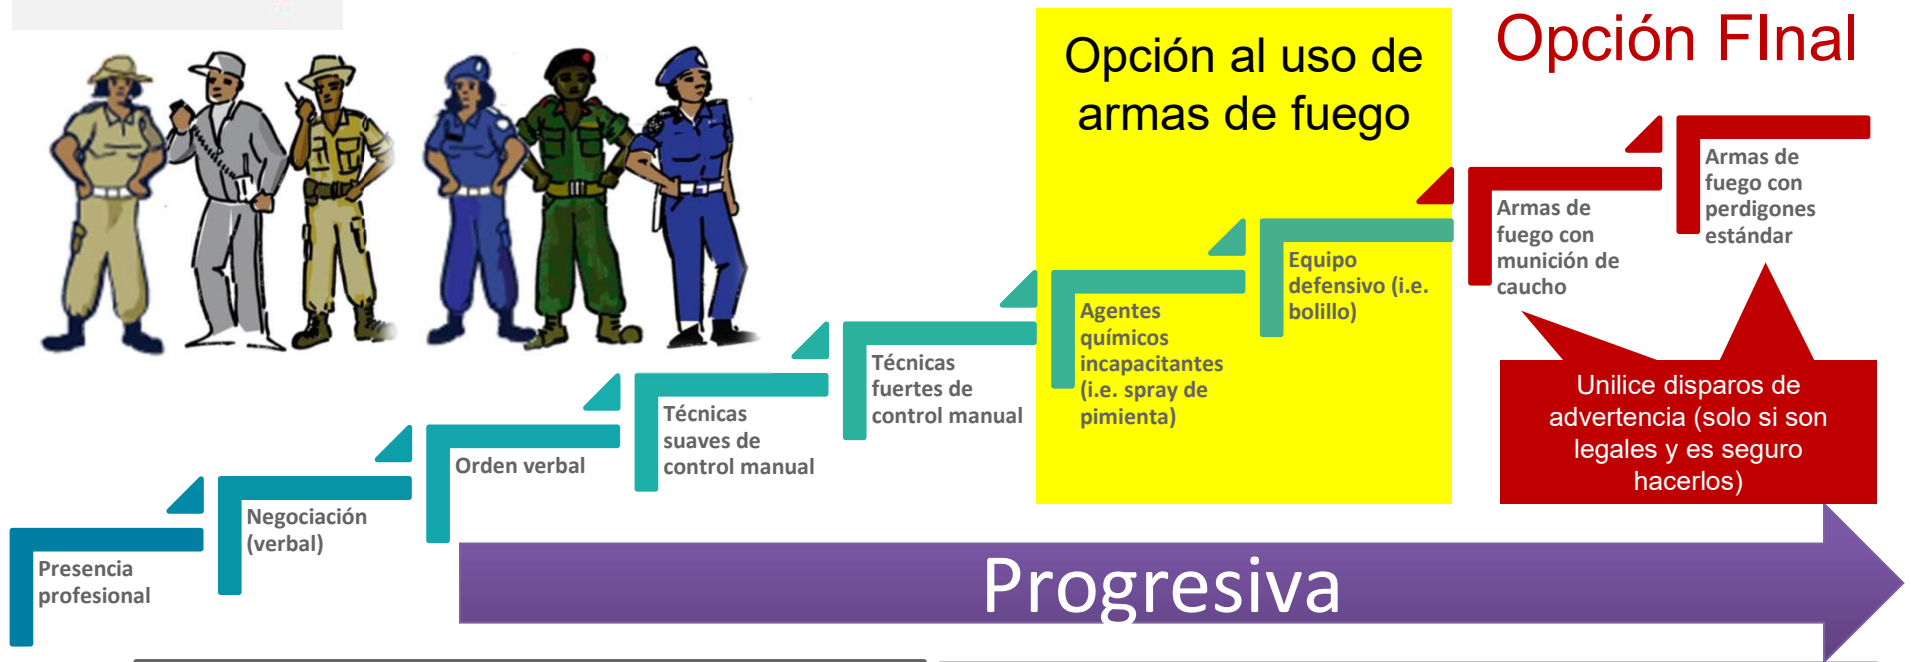 Opción al uso de
armas de fuego
Opción FInal
Presencia
profesional
Negociación
(verbal)
Orden verbal
Técnicas
suaves de
control manual
Técnicas
fuertes de
control manual
Agentes
químicos
incapacitantes
(i.e. spray de
pimienta)
Equipo
defensivo (i.e.
bolillo)
Armas de
fuego con
munición de
caucho
Armas de
fuego con
perdigones
estándar
Unilice disparos de
advertencia (solo si son
legales y es seguro
hacerlos)
Progresiva